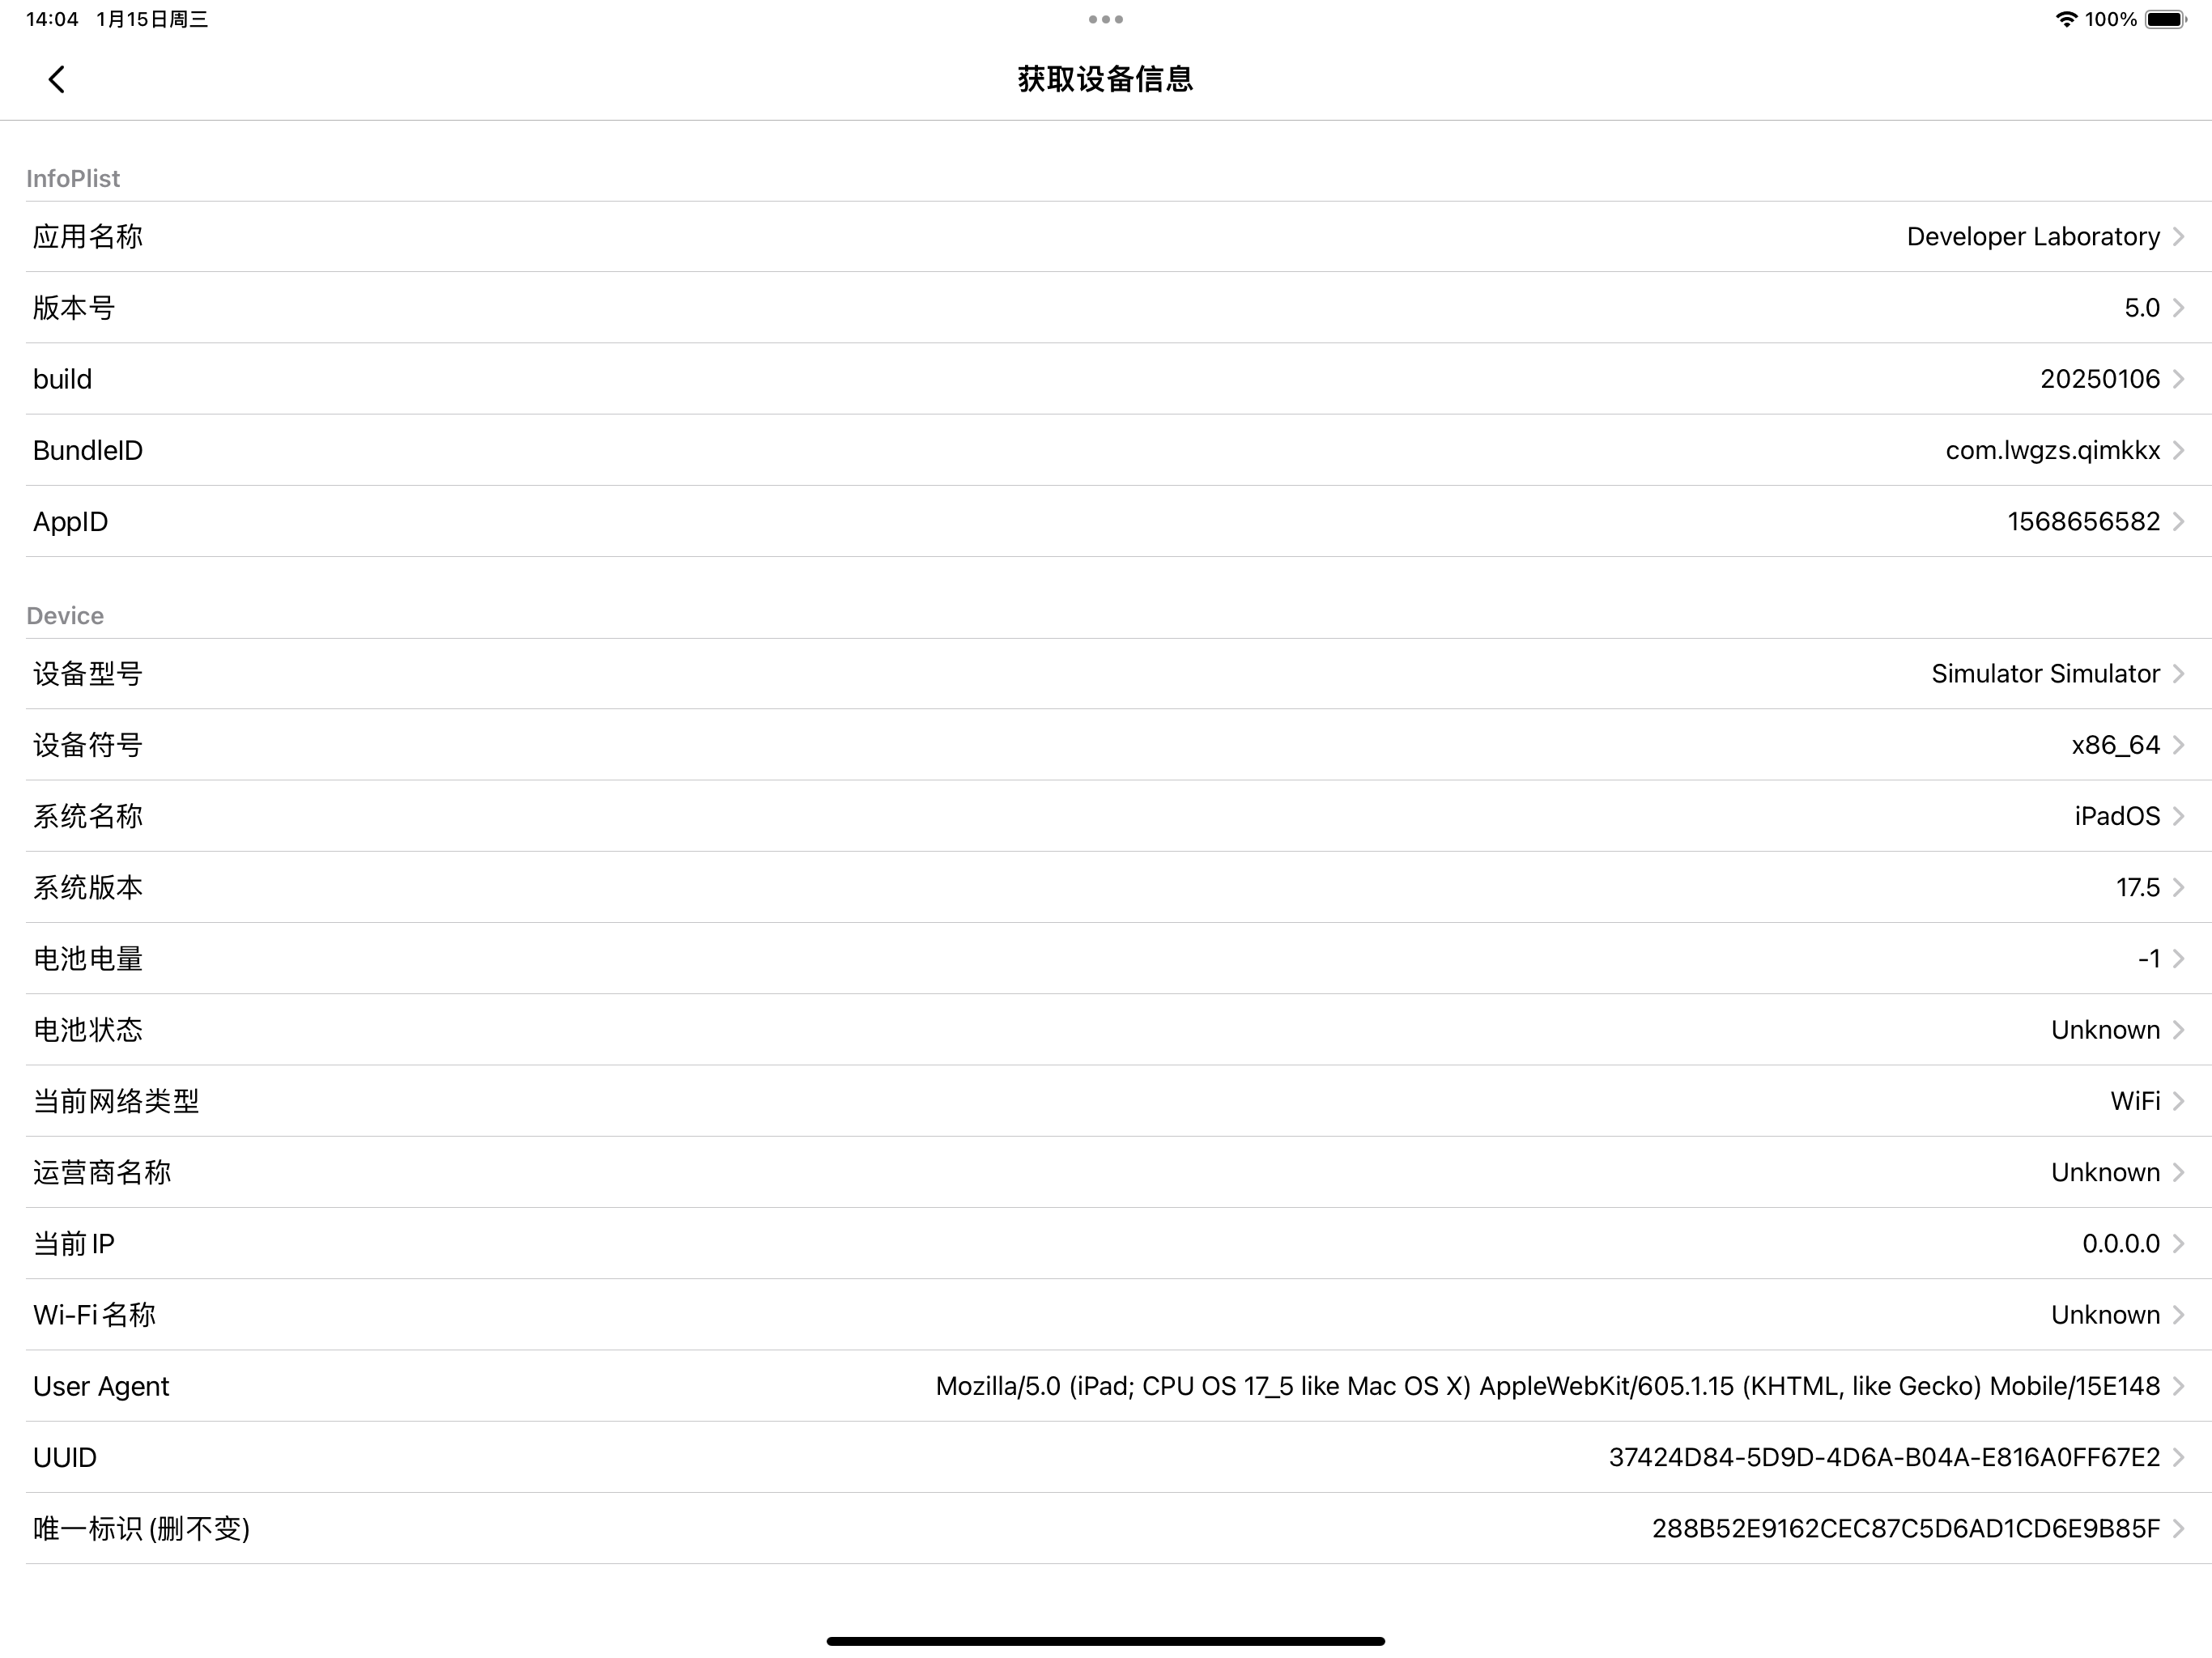 14:04 1月15日周三
100%
获取设备信息
InfoPlist
应用名称 Developer Laboratory
版本号 5.0
build 20250106
BundleID com.lwgzs.qimkkx
AppID 1568656582
Device
设备型号 Simulator Simulator
设备符号 x86_64
系统名称 iPadOS
系统版本 17.5
电池电量 -1
电池状态 Unknown
当前网络类型 WiFi
运营商名称 Unknown
当前IP 0.0.0.0
Wi-Fi名称 Unknown
User Agent Mozilla/5.0 (iPad; CPU OS 17_5 like Mac OS X) AppleWebKit/605.1.15 (KHTML, like Gecko) Mobile/15E148
UUID 37424D84-5D9D-4D6A-B04A-E816A0FF67E2
唯一标识(删不变) 288B52E9162CEC87C5D6AD1CD6E9B85F